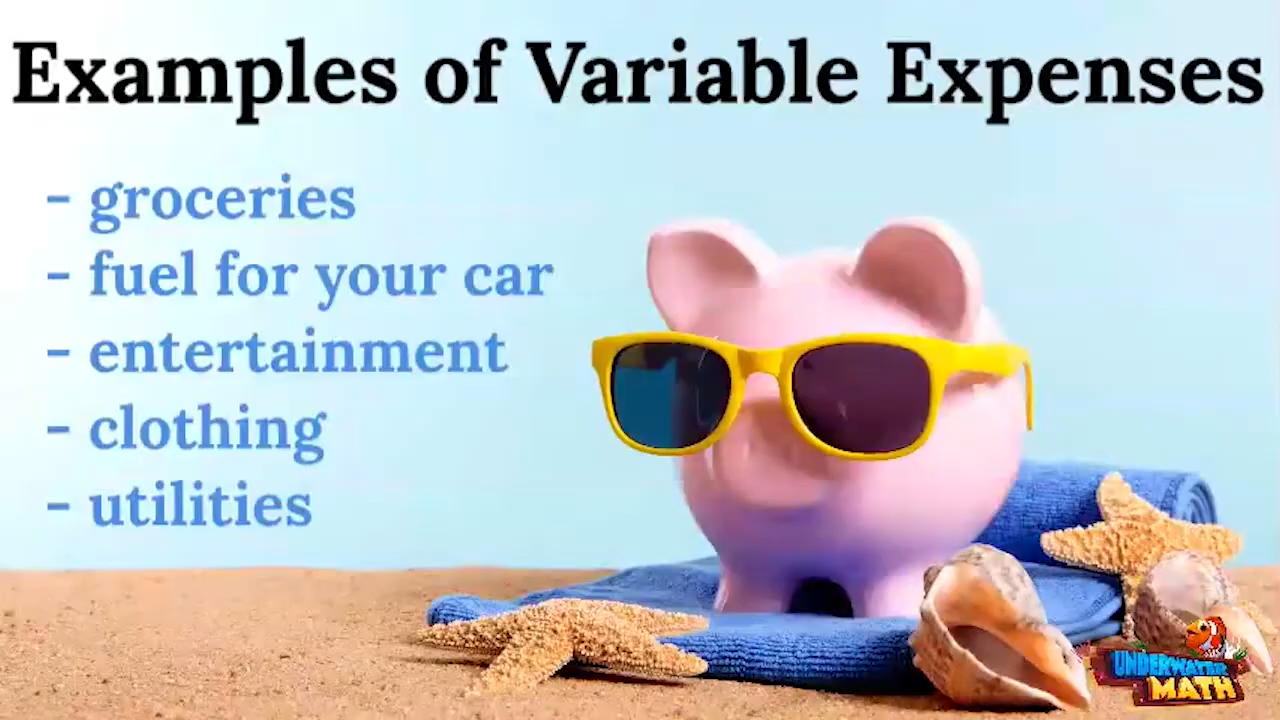 Examples of Variable Expenses
- groceries
- fuel for your car
- entertainment
- clothing
- utilities
UNDERWATER
MATH